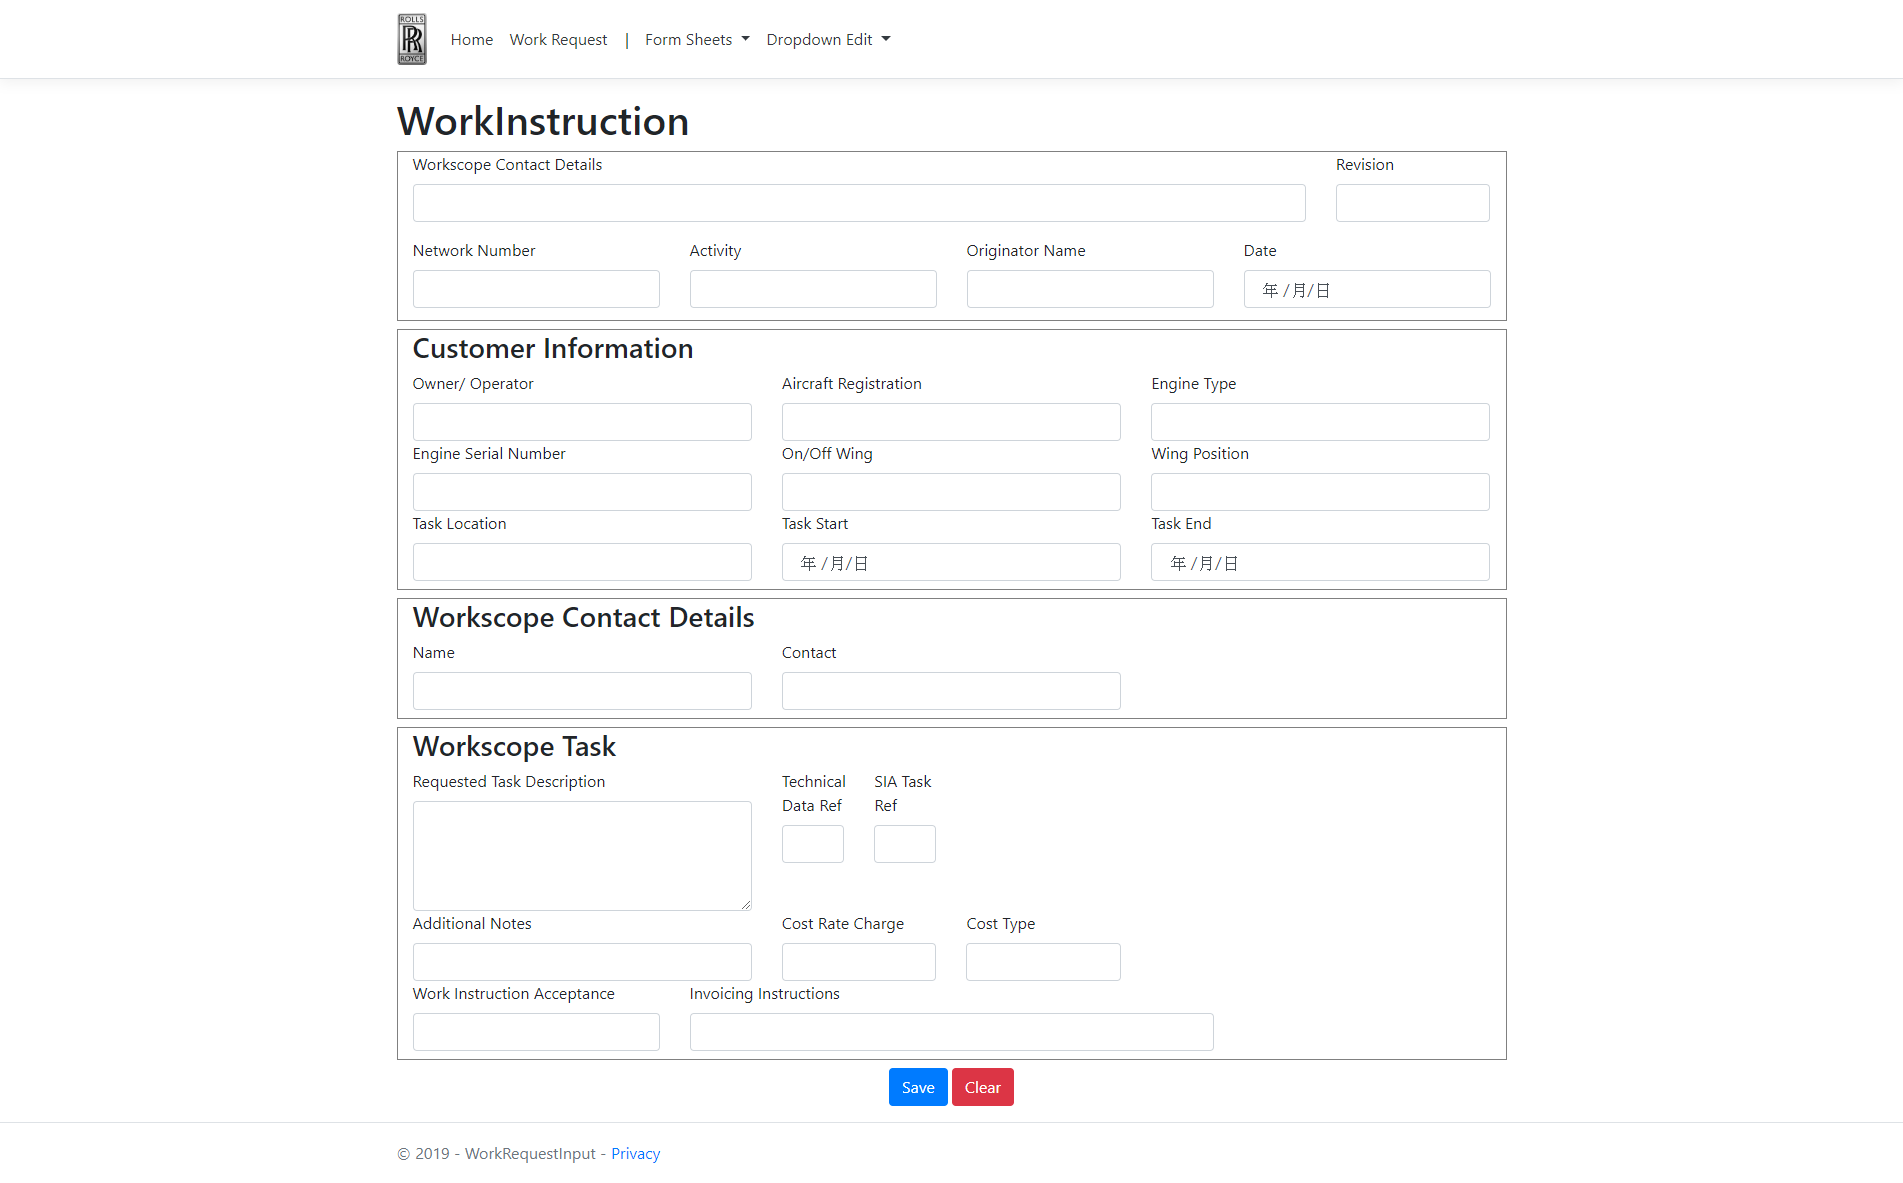 ROLLS
RR
ROYCE
Home Work Request | Form Sheets Dropdown Edit
WorkInstruction
Workscope Contact Details Revision
Network Number Activity Originator Name Date
年 /月/日
Customer Information
Owner/ Operator Aircraft Registration Engine Type
Engine Serial Number On/Off Wing Wing Position
Task Location Task Start Task End
年 /月/日 年 /月/日
Workscope Contact Details
Name Contact
Workscope Task
Requested Task Description Technical Data Ref SIA Task Ref
Additional Notes Cost Rate Charge Cost Type
Work Instruction Acceptance Invoicing Instructions
Save Clear
© 2019 - WorkRequestInput - Privacy